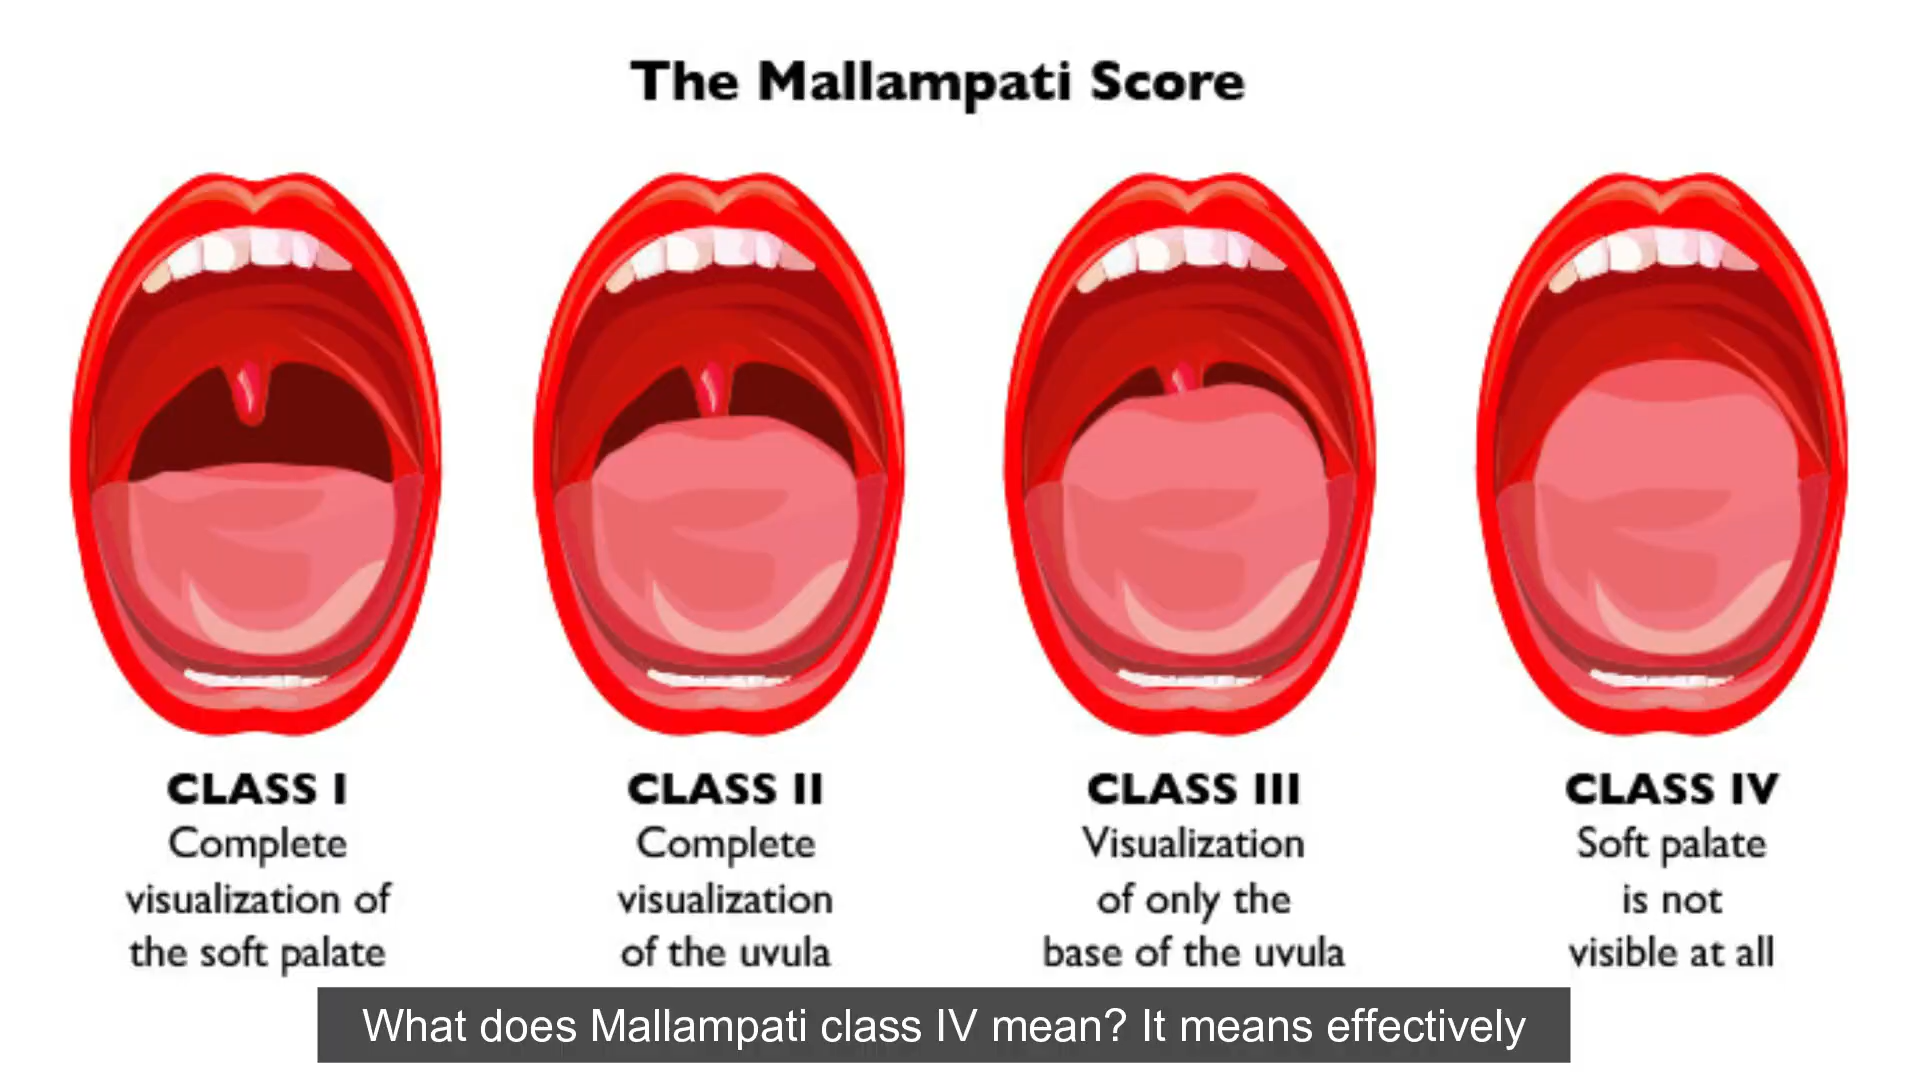 The Mallampati Score
CLASS I
Complete
visualization of
the soft palate
CLASS II
Complete
visualization
of the uvula
CLASS III
Visualization
of only the
base of the uvula
CLASS IV
Soft palate
is not
visible at all
What does Mallampati class IV mean? It means effectively